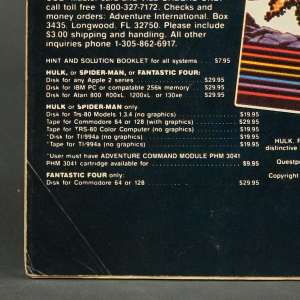 call toll free 1-800-327-7172 Checks and
money orders: Adventure International. Box
3435. Longwood. FL 32750. Please include
$3.00 shipping and handling. All other
inquiries phone 1-305-862-6917.
HINT AND SOLUTION BOOKLET for all systems . $7.95
HULK, or SPIDER-MAN, or FANTASTIC FOUR:
Disk for any Apple 2 series $29.95
Disk for IBM PC or compatable 256k memory $29.95
Disk for Atari 800 800XL 1200XL or 130xe $29.95
HULK or SPIDER-MAN only
Disk for Trs-80 Models 1.3.4 (no graphics) $19.95
Tape for Commodore 64 or 128 (with graphics) $29.95
Tape for TRS-60 Color Computer (no graphics) $19.95
*Disk for TI/994a (no graphics) $19.95
*Tape for TI-994a (no graphics) $19.95
*User must have ADVENTURE COMMAND MODULE PHM 3041
PHM 3041 cartridge available for $9.95
FANTASTIC FOUR only:
Disk for Commodore 64 or 128 $29.95
HULK, F
distinctive
Questpr
Copyright